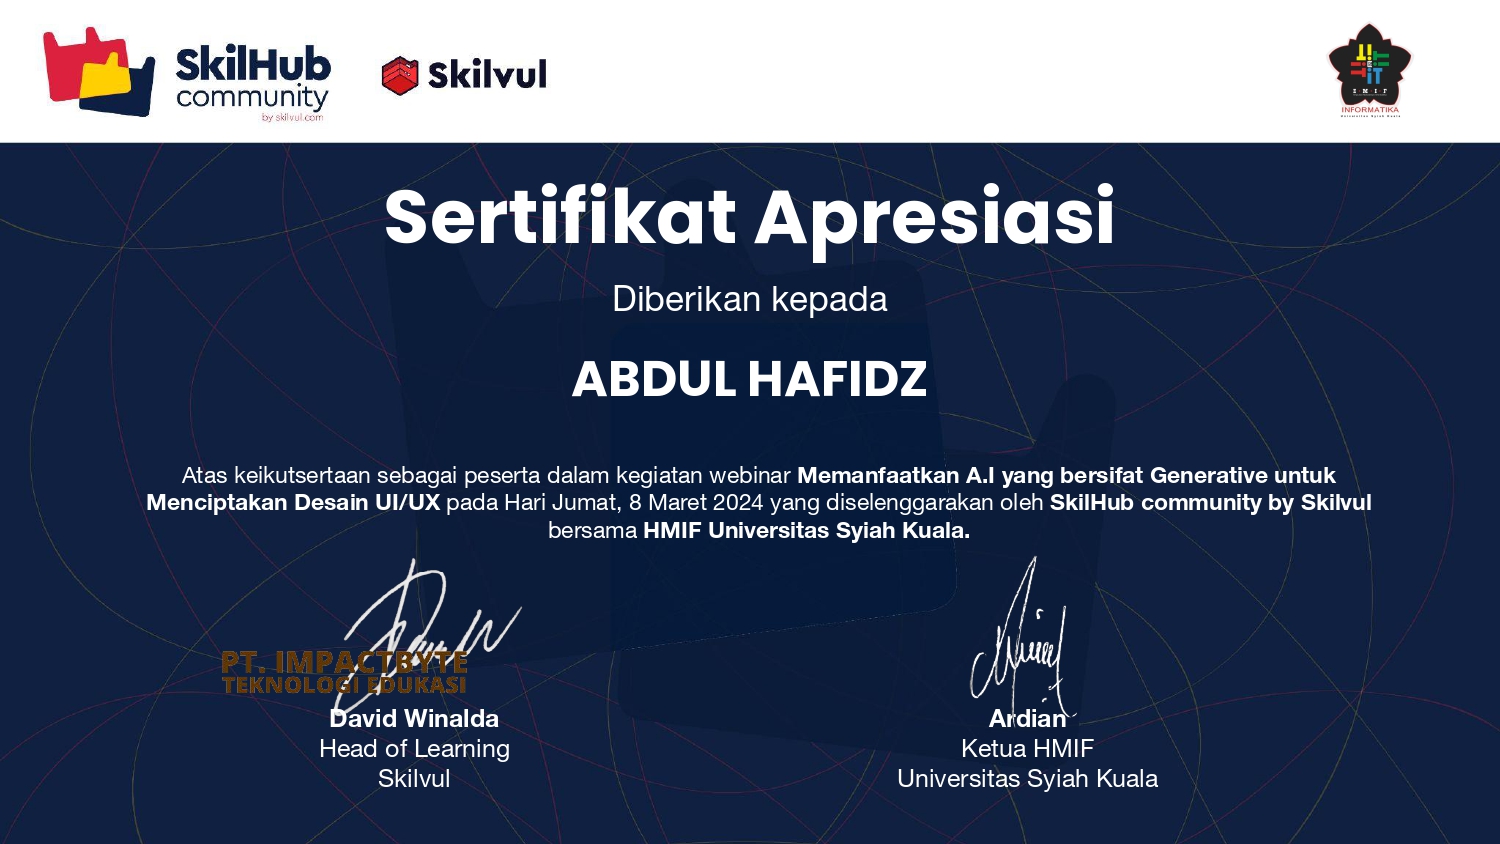 SkilHub
community
by skilvul.com
Skilvul
H M I F
INFORMATIKA
Universitas Syiah Kuala
Sertifikat Apresiasi
Diberikan kepada
ABDUL HAFIDZ
Atas keikutsertaan sebagai peserta dalam kegiatan webinar Memanfaatkan A.I yang bersifat Generative untuk
Menciptakan Desain UI/UX pada Hari Jumat, 8 Maret 2024 yang diselenggarakan oleh SkilHub community by Skilvul
bersama HMIF Universitas Syiah Kuala.
PT. IMPACTBYTE
TEKNOLOGI EDUKASI
David Winalda
Head of Learning
Skilvul
Ardian
Ketua HMIF
Universitas Syiah Kuala